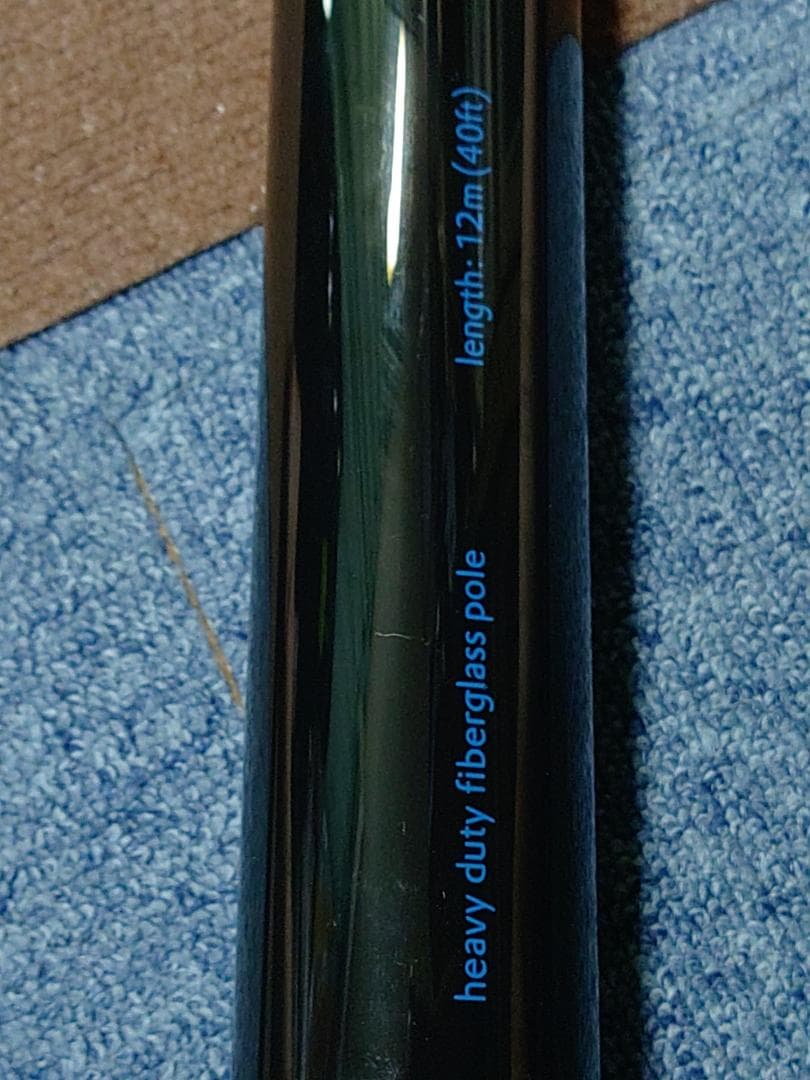 heavy duty fiberglass pole length: 12m (40ft)